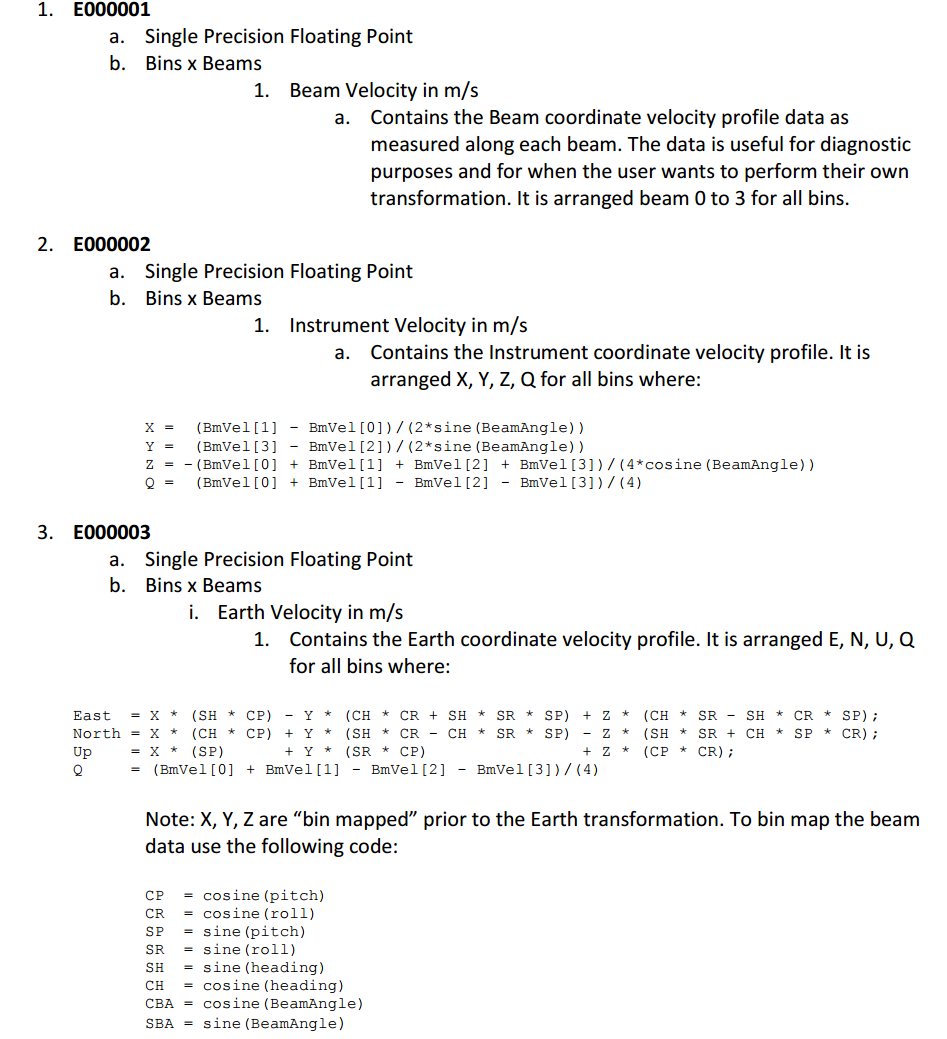 1. E000001
a. Single Precision Floating Point
b. Bins x Beams
1. Beam Velocity in m/s
a. Contains the Beam coordinate velocity profile data as
measured along each beam. The data is useful for diagnostic
purposes and for when the user wants to perform their own
transformation. It is arranged beam 0 to 3 for all bins.
2. E000002
a. Single Precision Floating Point
b. Bins x Beams
1. Instrument Velocity in m/s
a. Contains the Instrument coordinate velocity profile. It is
arranged X, Y, Z, Q for all bins where:
X = (BmVel[1] - BmVel[0])/(2*sine(BeamAngle))
Y = (BmVel[3] - BmVel[2])/(2*sine(BeamAngle))
Z = -(BmVel[0] + BmVel[1] + BmVel[2] + BmVel[3])/(4*cosine(BeamAngle))
Q = (BmVel[0] + BmVel[1] - BmVel[2] - BmVel[3])/(4)
3. E000003
a. Single Precision Floating Point
b. Bins x Beams
i. Earth Velocity in m/s
1. Contains the Earth coordinate velocity profile. It is arranged E, N, U, Q
for all bins where:
East = X * (SH * CP) - Y * (CH * CR + SH * SR * SP) + Z * (CH * SR - SH * CR * SP);
North = X * (CH * CP) + Y * (SH * CR - CH * SR * SP) - Z * (SH * SR + CH * SP * CR);
Up = X * (SP) + Y * (SR * CP) + Z * (CP * CR);
Q = (BmVel[0] + BmVel[1] - BmVel[2] - BmVel[3])/(4)
Note: X, Y, Z are “bin mapped” prior to the Earth transformation. To bin map the beam
data use the following code:
CP = cosine(pitch)
CR = cosine(roll)
SP = sine(pitch)
SR = sine(roll)
SH = sine(heading)
CH = cosine(heading)
CBA = cosine(BeamAngle)
SBA = sine(BeamAngle)